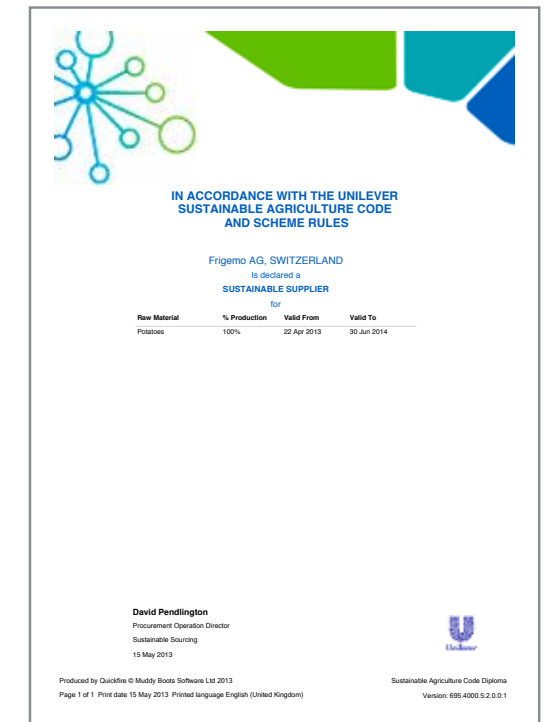 IN ACCORDANCE WITH THE UNILEVER
SUSTAINABLE AGRICULTURE CODE
AND SCHEME RULES
Frigemo AG, SWITZERLAND
Is declared a
SUSTAINABLE SUPPLIER
for
Raw Material % Production Valid From Valid To
Potatoes 100% 22 Apr 2013 30 Jun 2014
David Pendlington
Procurement Operation Director
Sustainable Sourcing
15 May 2013
Unilever
Produced by Quickfire © Muddy Boots Software Ltd 2013 Sustainable Agriculture Code Diploma
Page 1 of 1 Print date 15 May 2013 Printed language English (United Kingdom) Version: 695.4000.5:2.0.0:1